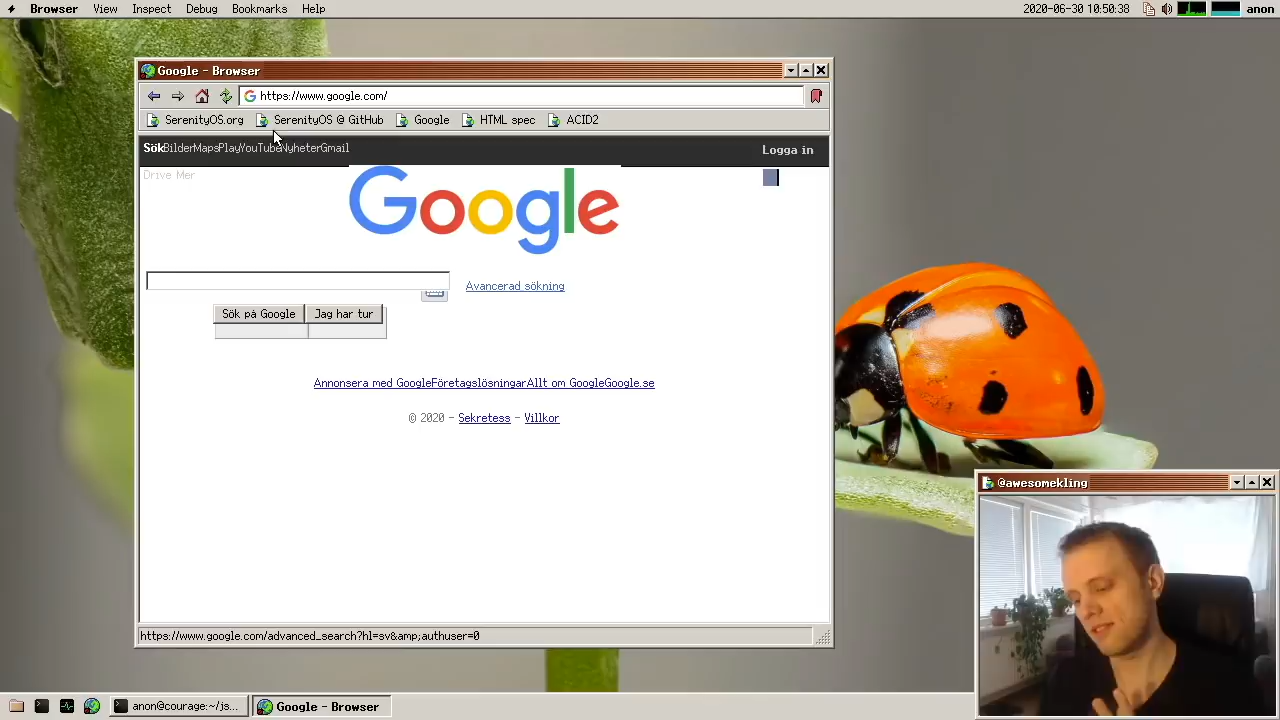 Browser View Inspect Debug Bookmarks Help 2020-06-30 10:50:38 anon
Google - Browser
https://www.google.com/
SerenityOS.org SerenityOS @ GitHub Google HTML spec ACID2
SökBilderMapsPlayYouTubeNyheterGmail Logga in
Drive Mer
Google
Avancerad sökning
Sök på Google Jag har tur
Annonsera med GoogleFöretagslösningarAllt om GoogleGoogle.se
© 2020 - Sekretess - Villkor
@awesomekling
https://www.google.com/advanced_search?hl=sv&amp;authuser=0
anon@courage:~/js... Google - Browser